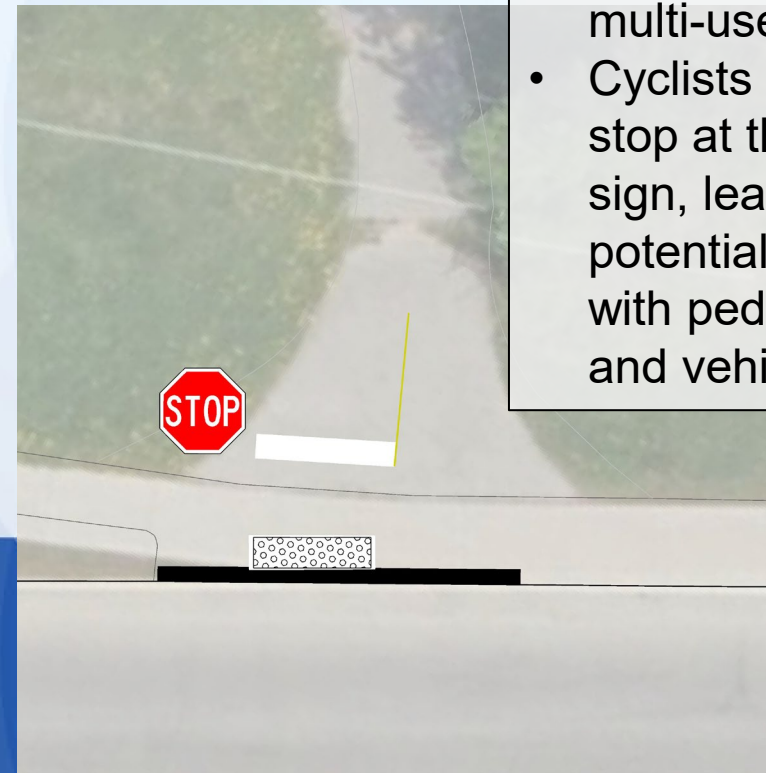 multi-use
• Cyclists
stop at th
sign, lea
potential
with ped
and vehi
STOP